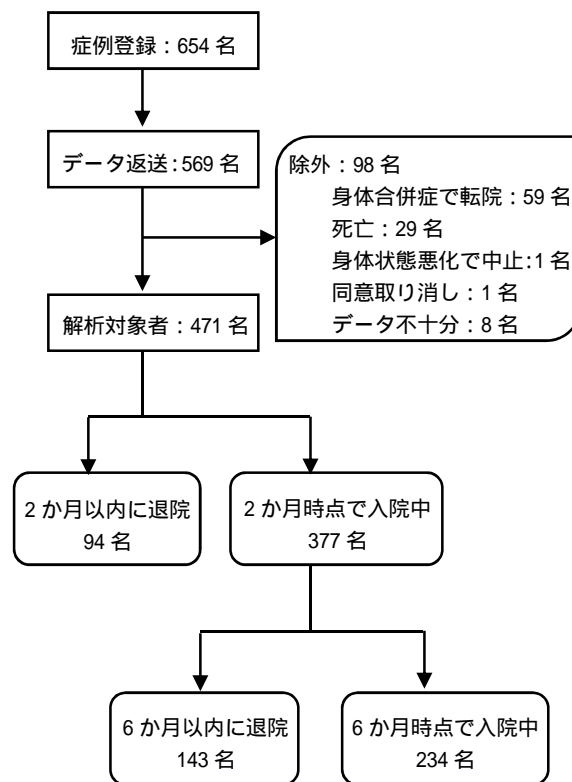 症例登録：654 名
データ返送：569 名
除外：98 名
身体合併症で転院：59 名
死亡：29 名
身体状態悪化で中止:1 名
同意取り消し：1 名
データ不十分：8 名
解析対象者：471 名
2 か月以内に退院
94 名
2 か月時点で入院中
377 名
6 か月以内に退院
143 名
6 か月時点で入院中
234 名